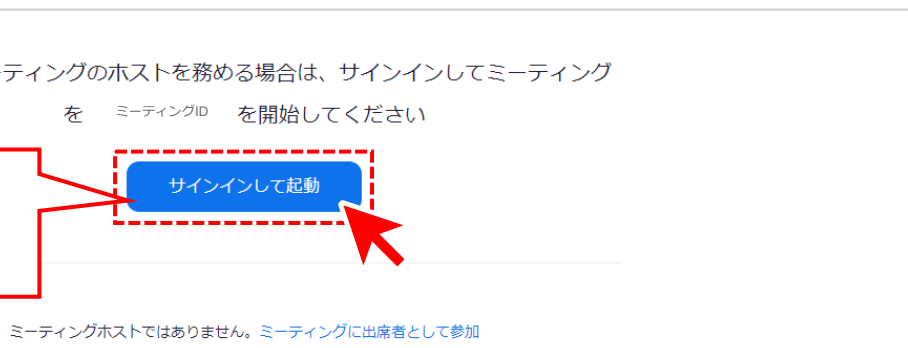 ティングのホストを務める場合は、サインインしてミーティング
を ミーティングID を開始してください
サインインして起動
ミーティングホストではありません。ミーティングに出席者として参加